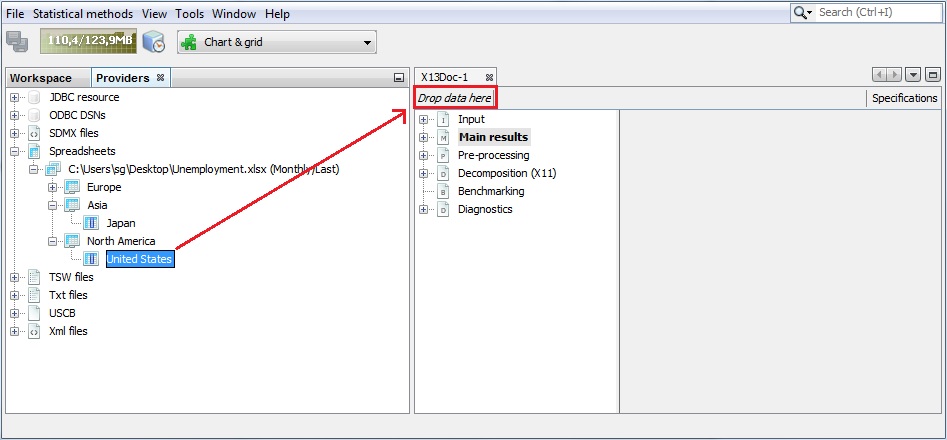 File Statistical methods View Tools Window Help
Search (Ctrl+I)
110,4/123,9MB
Chart & grid
Workspace
Providers
JDBC resource
ODBC DSNs
SDMX files
Spreadsheets
C:\Users\sg\Desktop\Unemployment.xlsx (Monthly/Last)
Europe
Asia
Japan
North America
United States
TSW files
Txt files
USCB
Xml files
X13Doc-1
Drop data here
Specifications
I Input
M Main results
P Pre-processing
D Decomposition (X11)
B Benchmarking
D Diagnostics